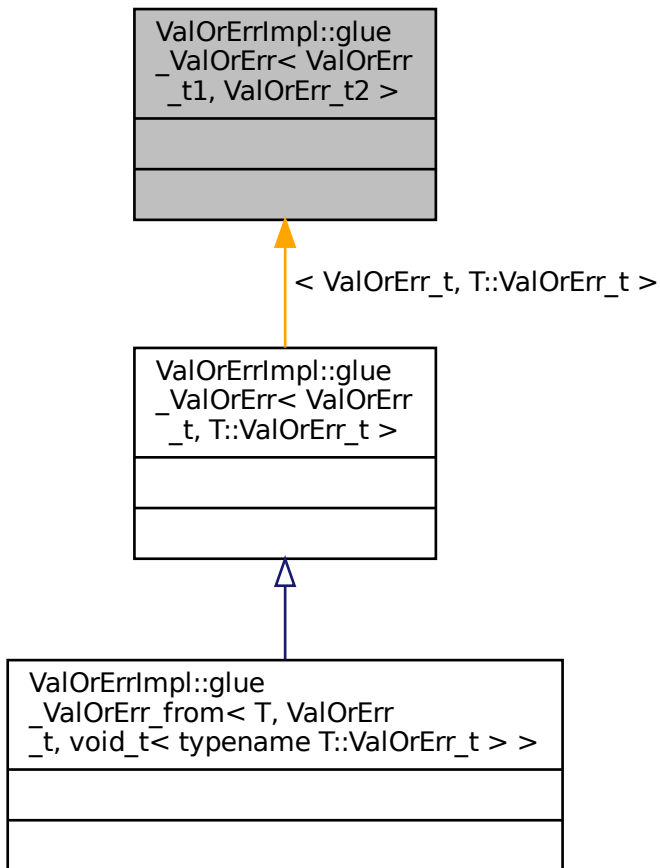 ValOrErrImpl::glue
_ValOrErr< ValOrErr
_t1, ValOrErr_t2 >
< ValOrErr_t, T::ValOrErr_t >
ValOrErrImpl::glue
_ValOrErr< ValOrErr
_t, T::ValOrErr_t >
ValOrErrImpl::glue
_ValOrErr_from< T, ValOrErr
_t, void_t< typename T::ValOrErr_t > >